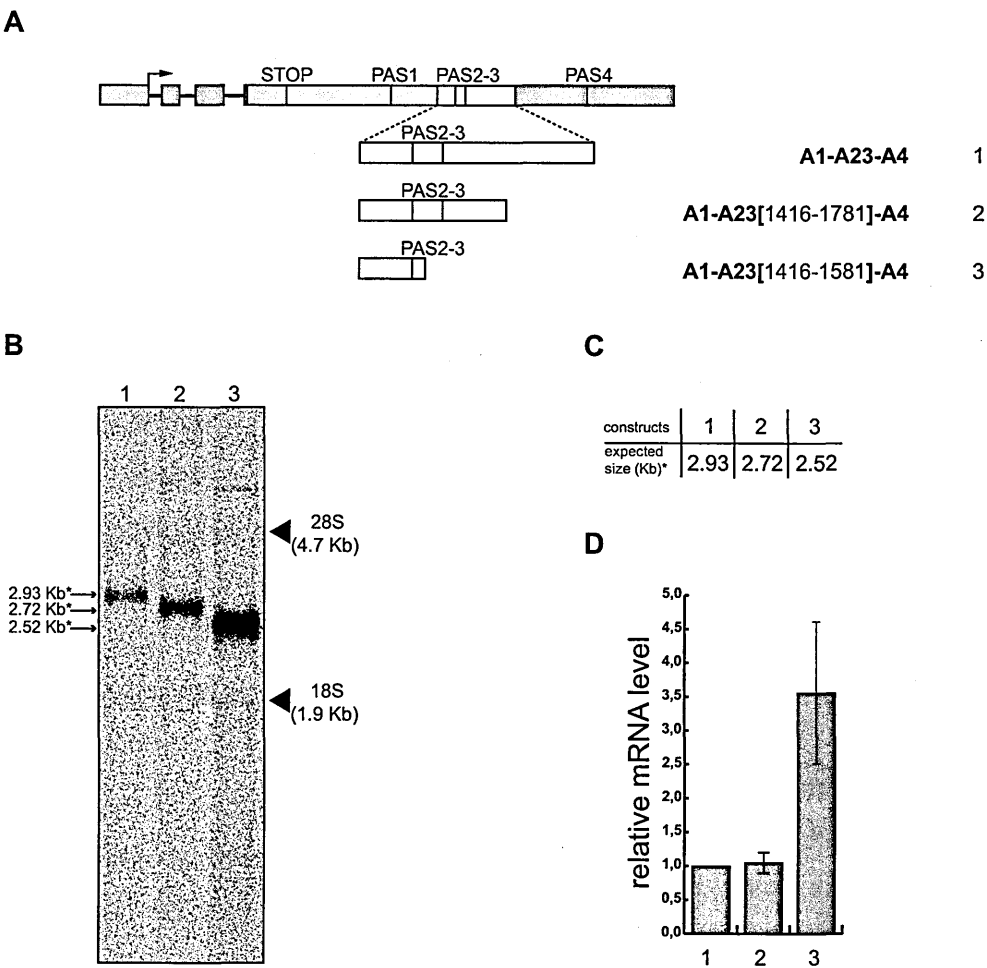 A
STOP PAS1 PAS2-3 PAS4
PAS2-3
A1-A23-A4 1
PAS2-3
A1-A23[1416-1781]-A4 2
PAS2-3
A1-A23[1416-1581]-A4 3
B
1 2 3
28S
(4.7 Kb)
2.93 Kb*
2.72 Kb*
2.52 Kb*
18S
(1.9 Kb)
C
constructs 1 2 3
expected
size (Kb)* 2.93 2.72 2.52
D
relative mRNA level
5,0
4,5
4,0
3,5
3,0
2,5
2,0
1,5
1,0
0,5
0,0
1 2 3